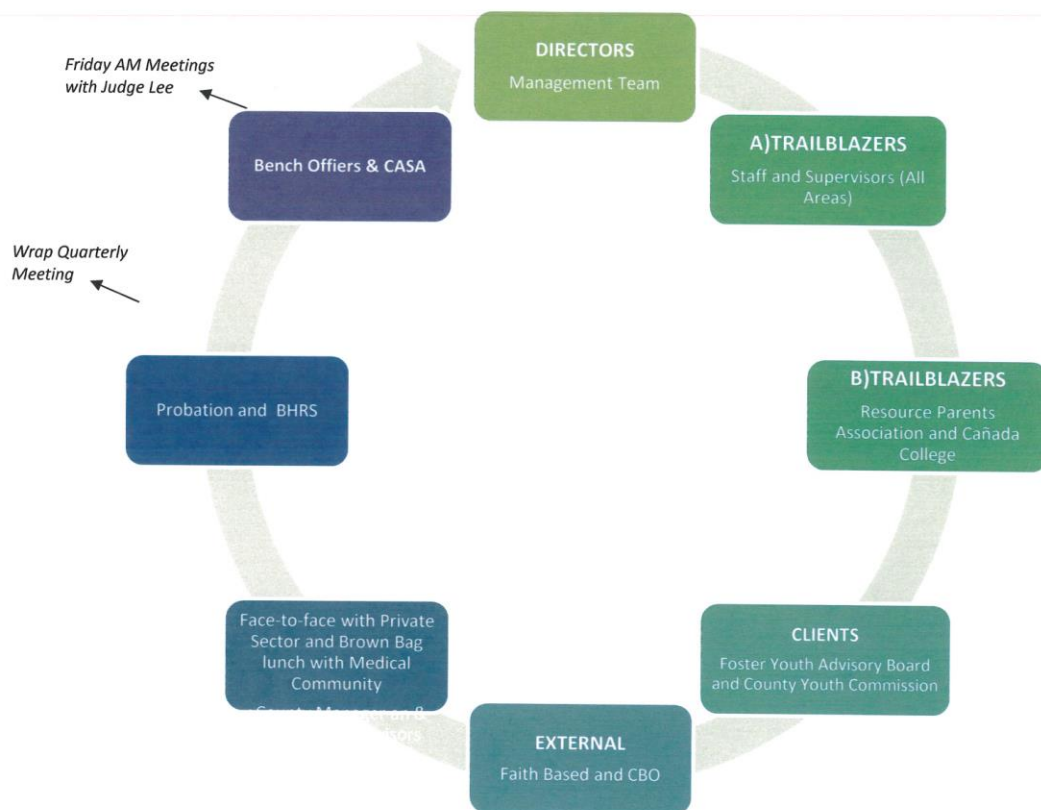 DIRECTORS
Management Team
A)TRAILBLAZERS
Staff and Supervisors (All
Areas)
B)TRAILBLAZERS
Resource Parents
Association and Cañada
College
CLIENTS
Foster Youth Advisory Board
and County Youth Commission
EXTERNAL
Faith Based and CBO
Face-to-face with Private
Sector and Brown Bag
lunch with Medical
Community
County Manager &
Probation and BHRS
Wrap Quarterly
Meeting
Bench Offiers & CASA
Friday AM Meetings
with Judge Lee